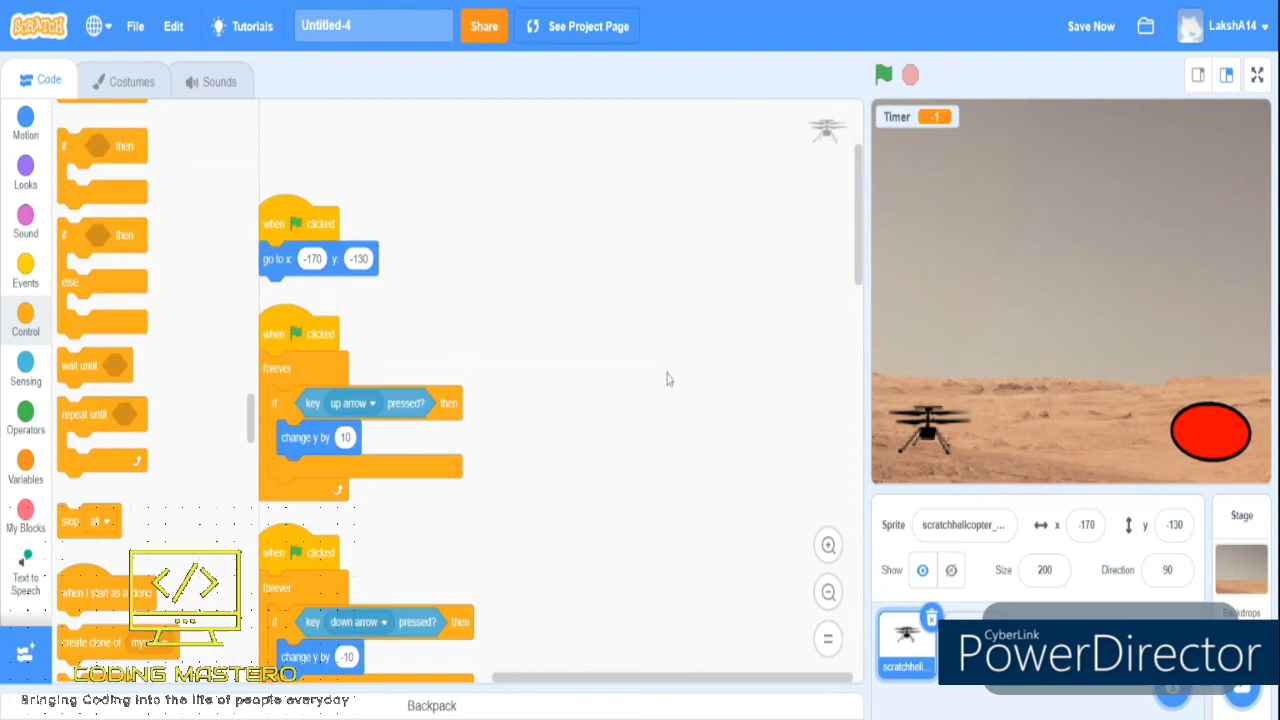 SCRATCH
File
Edit
Tutorials
Untitled-4
Share
See Project Page
Save Now
LakshA14
Code
Costumes
Sounds
Motion
Looks
Sound
Events
Control
Sensing
Operators
Variables
My Blocks
Text to Speech
if then
if then
else
wait until
repeat until
stop all
when I start as a clone
create clone of
when clicked
go to x: -170 y: -130
when clicked
forever
if key up arrow pressed? then
change y by 10
when clicked
forever
if key down arrow pressed? then
change y by -10
Timer -1
Sprite scratchhelicopter_... x -170 y -130
Show Size 200 Direction 90
Stage
Backdrops
scratchheli...
Backpack
CODING MASTERO
Bringing Coding into the life of people everyday
CyberLink
PowerDirector